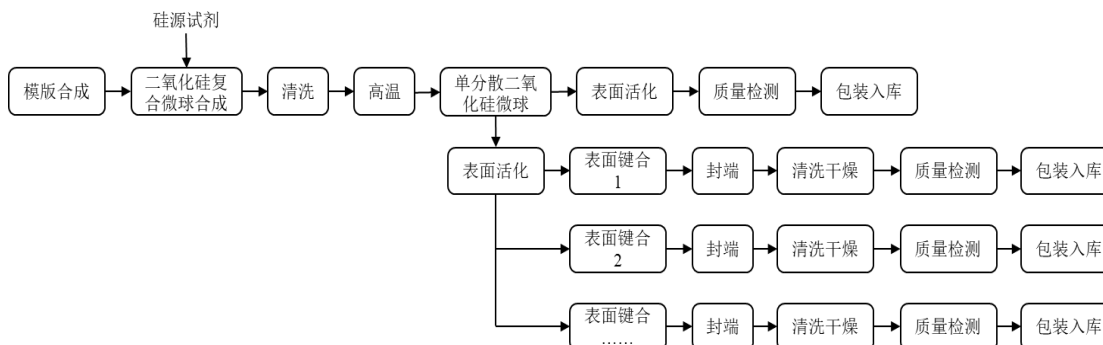 硅源试剂
模版合成
二氧化硅复
合微球合成
清洗
高温
单分散二氧
化硅微球
表面活化
质量检测
包装入库
表面活化
表面键合
1
封端
清洗干燥
质量检测
包装入库
表面键合
2
封端
清洗干燥
质量检测
包装入库
表面键合
……
封端
清洗干燥
质量检测
包装入库